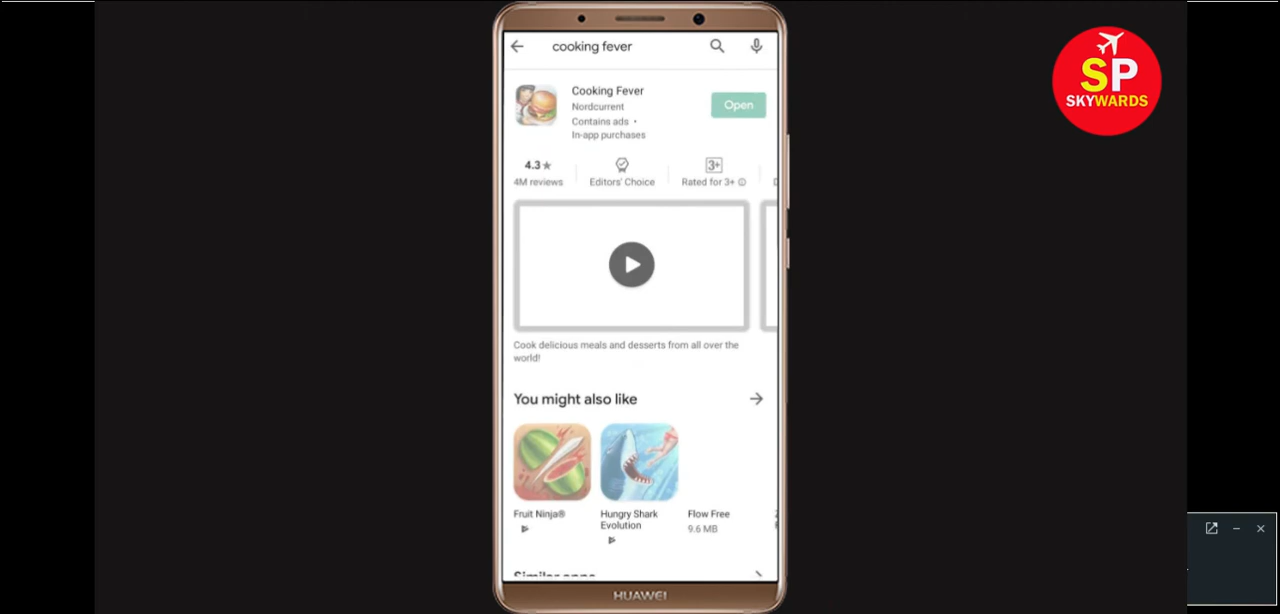 cooking fever
SP
SKYWARDS
Cooking Fever
Nordcurrent
Contains ads •
In-app purchases
Open
4.3★
4M reviews
Editors' Choice
3+
Rated for 3+
Cook delicious meals and desserts from all over the
world!
You might also like
Fruit Ninja®
Hungry Shark
Evolution
Flow Free
9.6 MB
Similar apps
HUAWEI